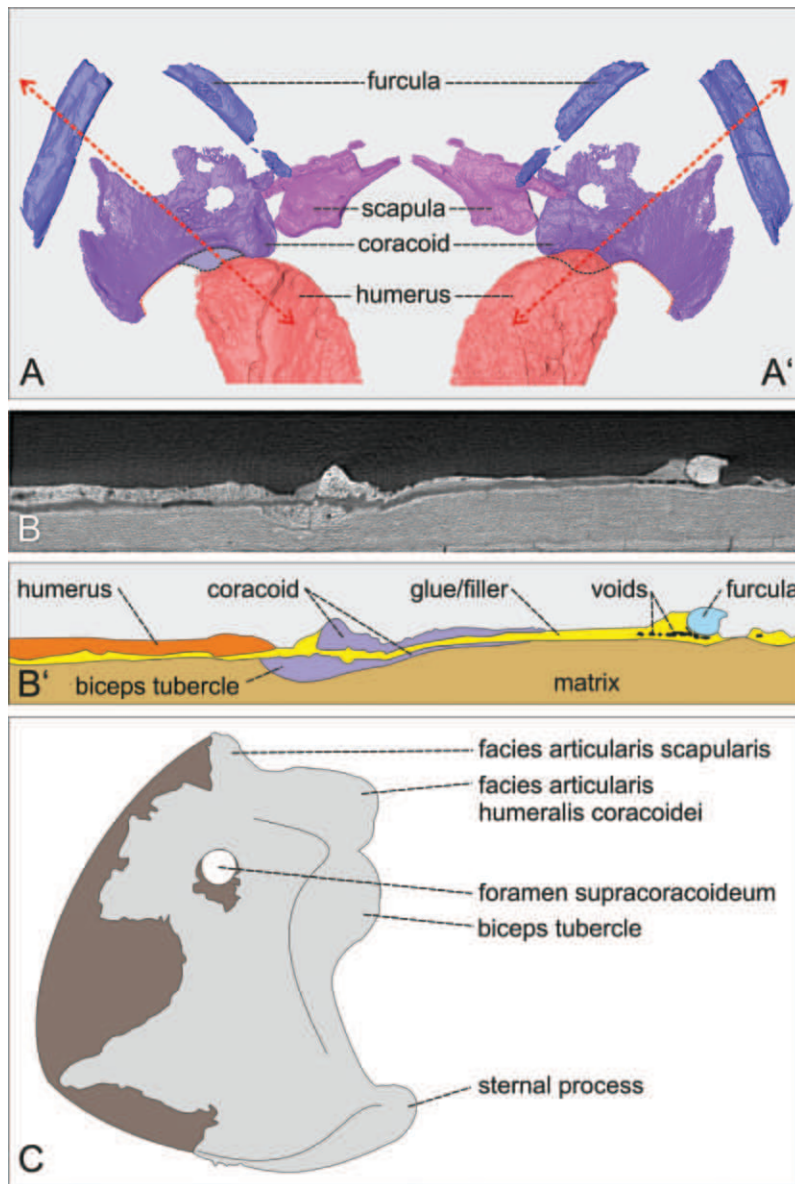 furcula
scapula
coracoid
humerus
A
A‘
B
humerus
coracoid
glue/filler
voids
furcula
biceps tubercle
matrix
B‘
facies articularis scapularis
facies articularis
humeralis coracoidei
foramen supracoracoideum
biceps tubercle
sternal process
C